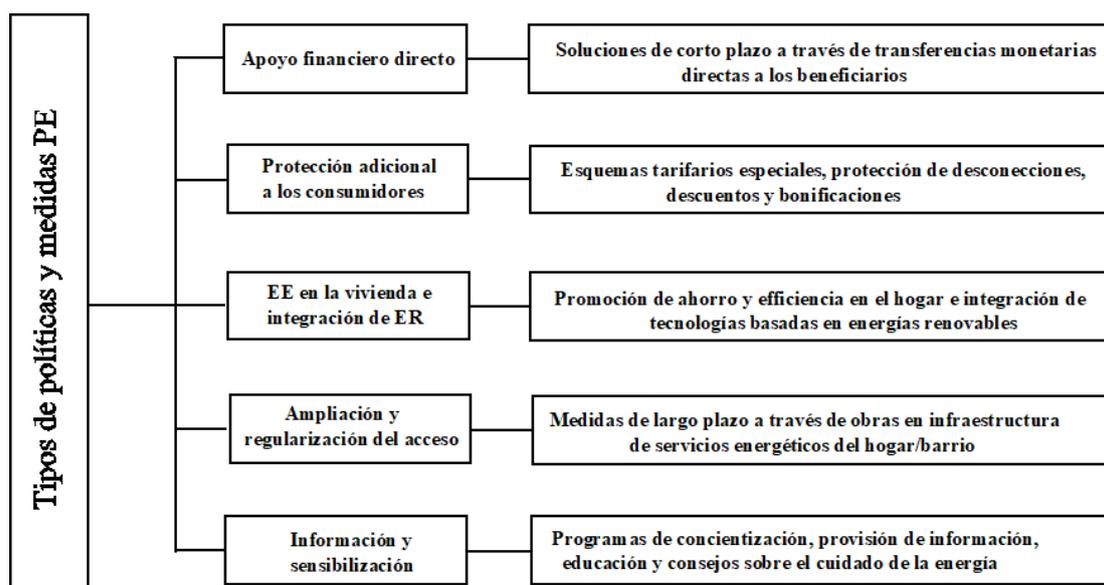 Tipos de políticas y medidas PE
Apoyo financiero directo
Soluciones de corto plazo a través de transferencias monetarias
directas a los beneficiarios
Protección adicional
a los consumidores
Esquemas tarifarios especiales, protección de desconecciones,
descuentos y bonificaciones
EE en la vivienda e
integración de ER
Promoción de ahorro y efficiencia en el hogar e integración de
tecnologías basadas en energías renovables
Ampliación y
regularización del acceso
Medidas de largo plazo a través de obras en infraestructura
de servicios energéticos del hogar/barrio
Información y
sensibilización
Programas de concientización, provisión de información,
educación y consejos sobre el cuidado de la energía